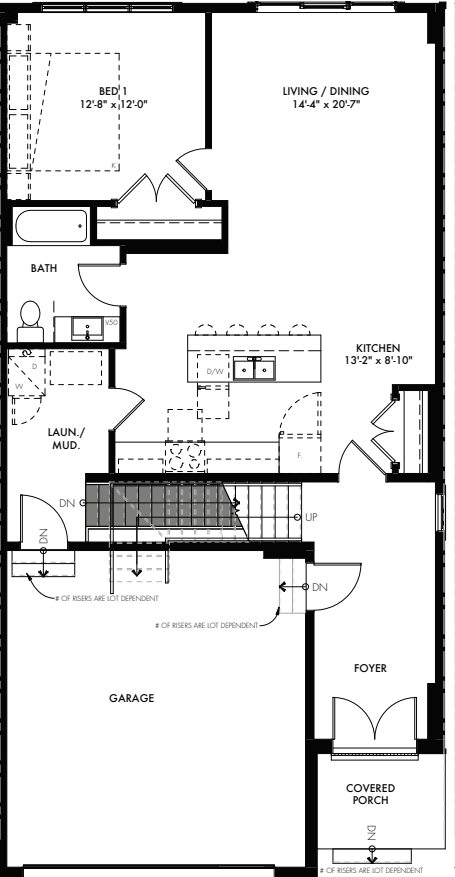 BED 1
12'-8" x 12'-0"
LIVING / DINING
14'-4" x 20'-7"
K
BATH
V50
KITCHEN
13'-2" x 8'-10"
D/W
D
W
LAUN./
MUD.
F.
DN
UP
DN
DN
# OF RISERS ARE LOT DEPENDENT
# OF RISERS ARE LOT DEPENDENT
FOYER
GARAGE
COVERED
PORCH
DN
# OF RISERS ARE LOT DEPENDENT